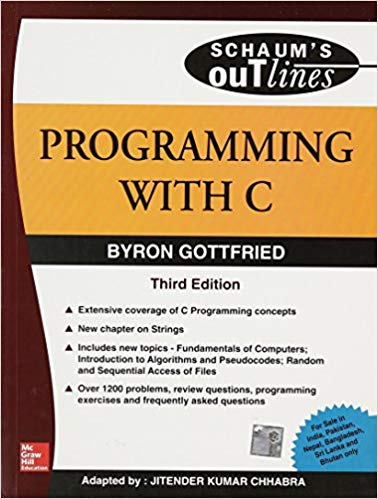 SCHAUM'S
ouTlines
PROGRAMMING
WITH C
BYRON GOTTFRIED
Third Edition
Extensive coverage of C Programming concepts
New chapter on Strings
Includes new topics - Fundamentals of Computers;
Introduction to Algorithms and Pseudocodes; Random
and Sequential Access of Files
Over 1200 problems, review questions, programming
exercises and frequently asked questions
For Sale in
India, Pakistan,
Nepal, Bangladesh,
Sri Lanka and
Bhutan only
Mc
Graw
Hill
Education
Adapted by : JITENDER KUMAR CHHABRA